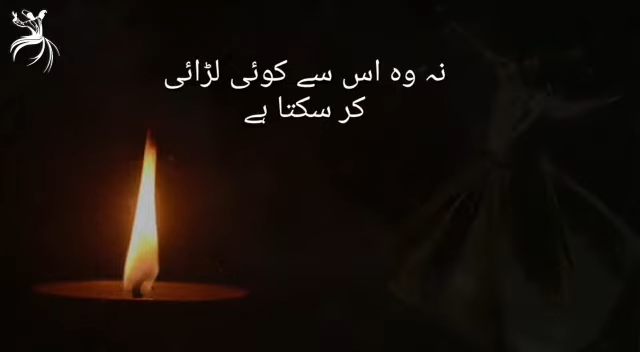 نہ وہ اس سے کوئی لڑائی
کر سکتا ہے